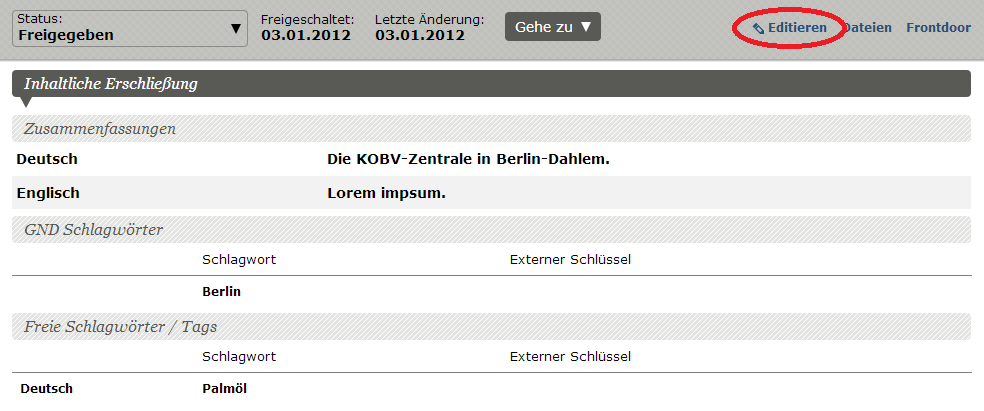 Status: Freigeschaltet: Letzte Änderung:
Freigegeben ▼ 03.01.2012 03.01.2012 Gehe zu ▼ Editieren Dateien Frontdoor
Inhaltliche Erschließung
Zusammenfassungen
Deutsch Die KOBV-Zentrale in Berlin-Dahlem.
Englisch Lorem impsum.
GND Schlagwörter
Schlagwort Externer Schlüssel
Berlin
Freie Schlagwörter / Tags
Schlagwort Externer Schlüssel
Deutsch Palmöl